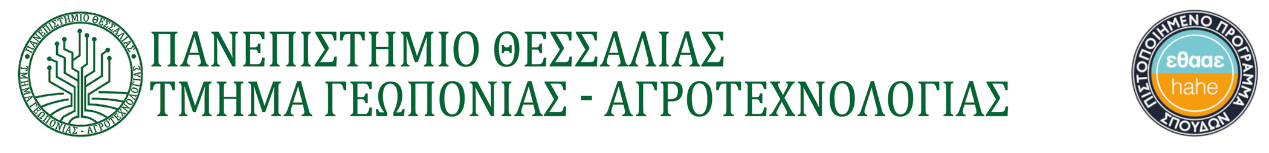 ΠΑΝΕΠΙΣΤΗΜΙΟ ΘΕΣΣΑΛΙΑΣ
ΤΜΗΜΑ ΓΕΩΠΟΝΙΑΣ - ΑΓΡΟΤΕΧΝΟΛΟΓΙΑΣ
ΠΑΝΕΠΙΣΤΗΜΙΟ ΘΕΣΣΑΛΙΑΣ
ΤΜΗΜΑ ΓΕΩΠΟΝΙΑΣ - ΑΓΡΟΤΕΧΝΟΛΟΓΙΑΣ
ΠΙΣΤΟΠΟΙΗΜΕΝΟ ΠΡΟΓΡΑΜΜΑ
εθααε
hahe
ΣΠΟΥΔΩΝ